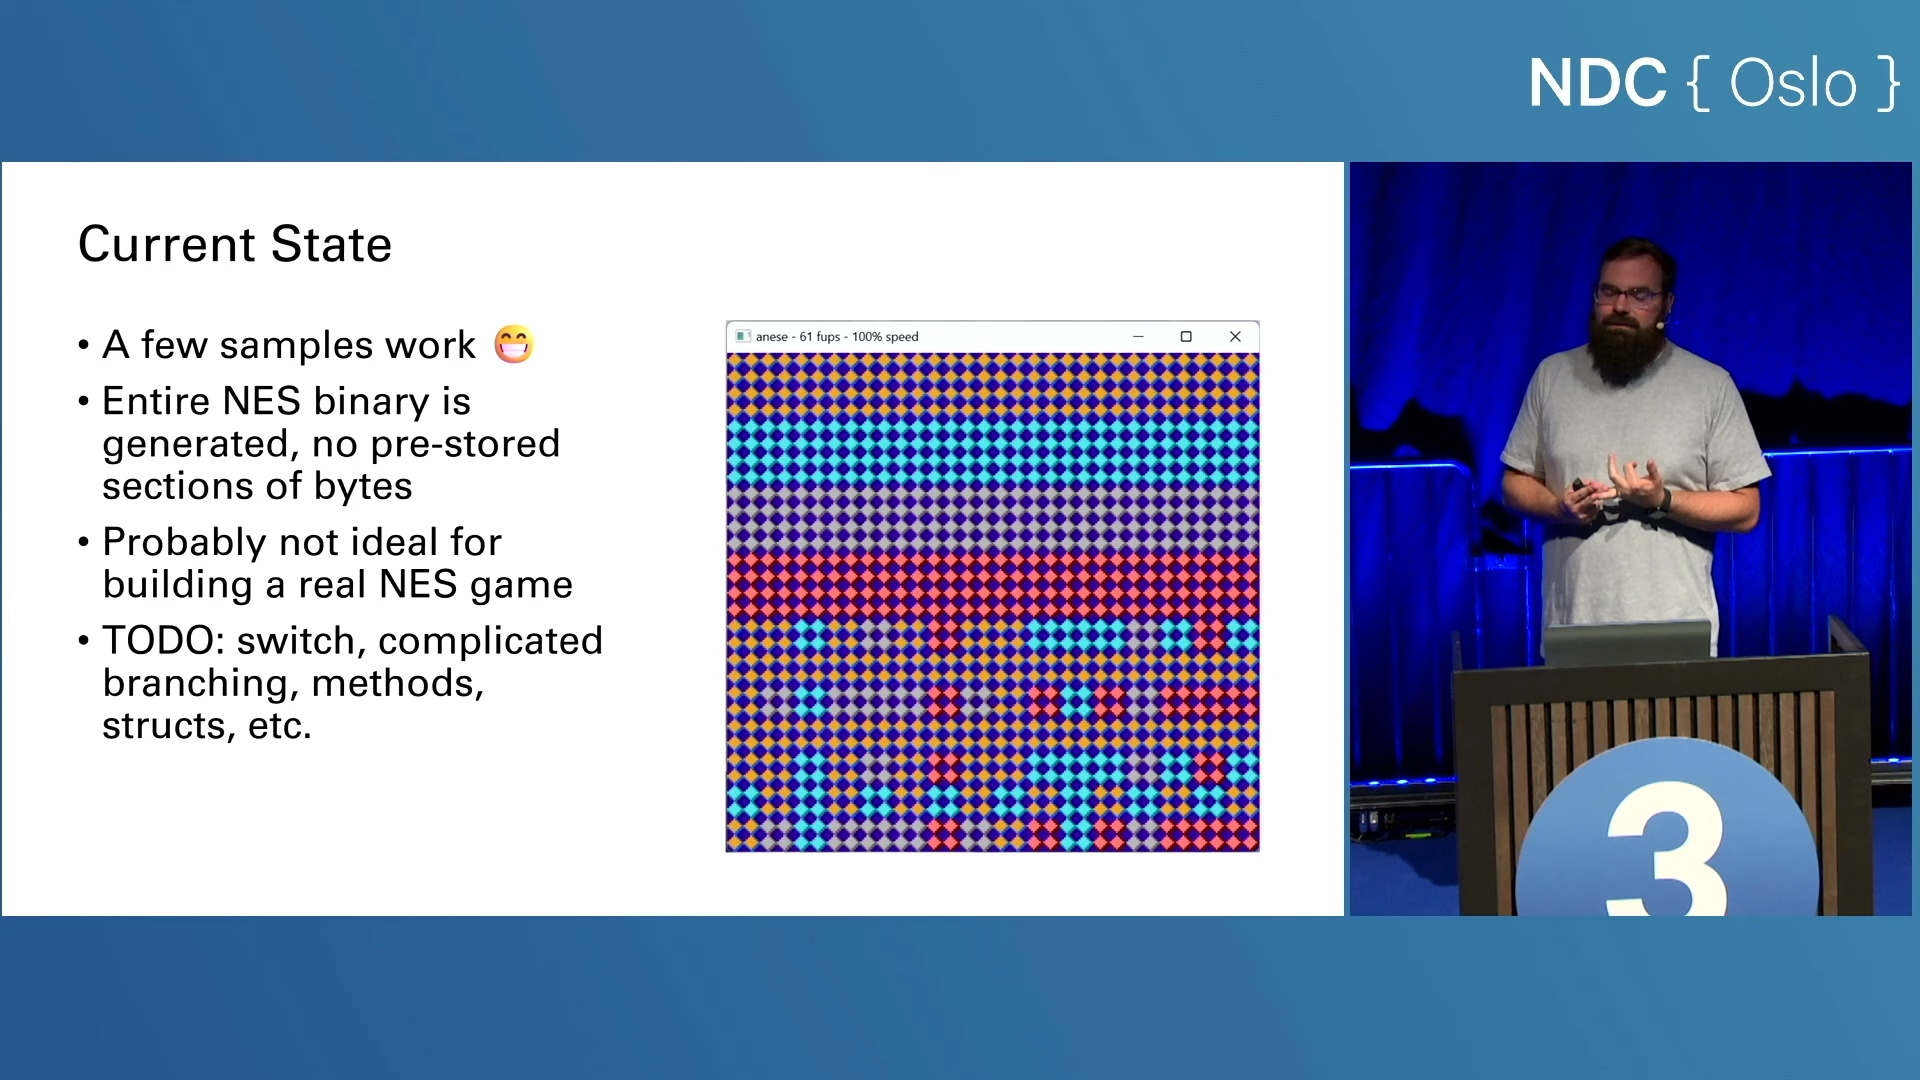 NDC { Oslo }
Current State
• A few samples work 😁
• Entire NES binary is
generated, no pre-stored
sections of bytes
• Probably not ideal for
building a real NES game
• TODO: switch, complicated
branching, methods,
structs, etc.
anese - 61 fups - 100% speed
3